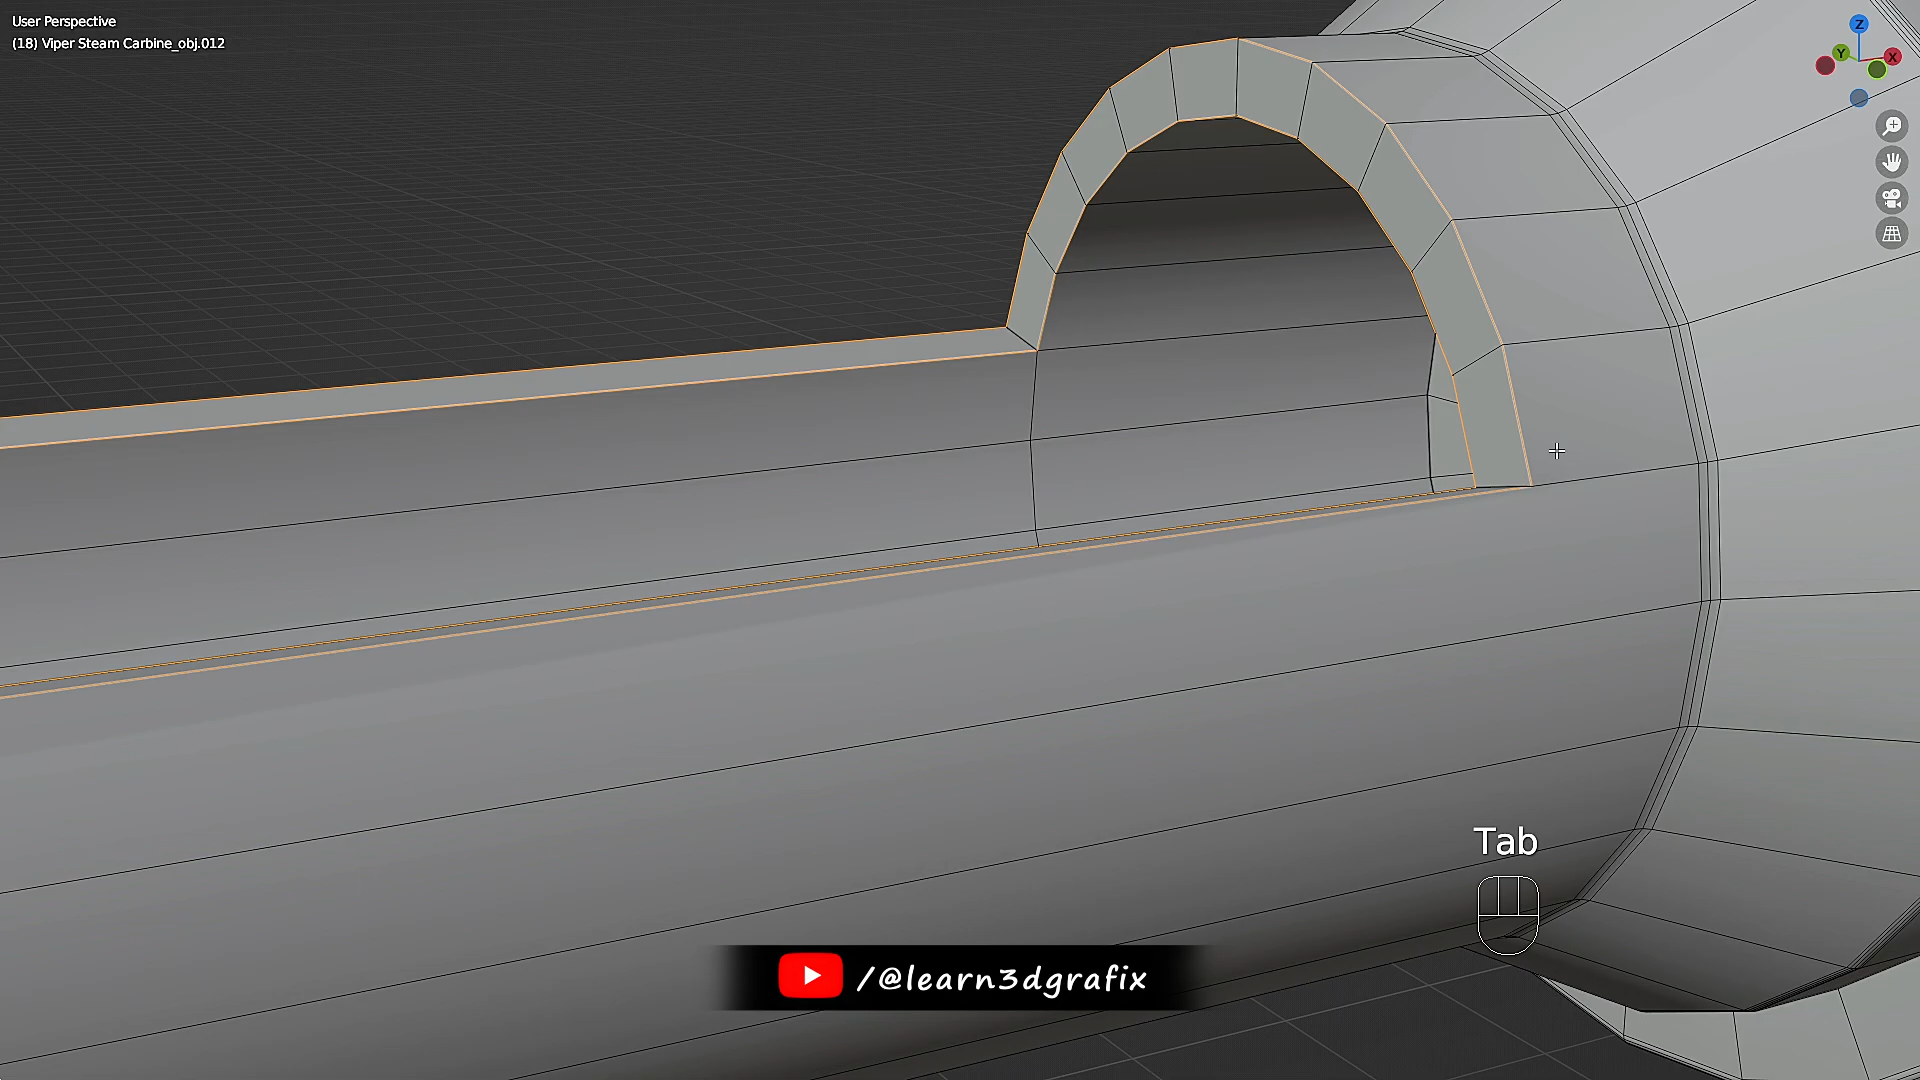 User Perspective
(18) Viper Steam Carbine_obj.012
Z
Y
X
Tab
/@learn3dgrafix